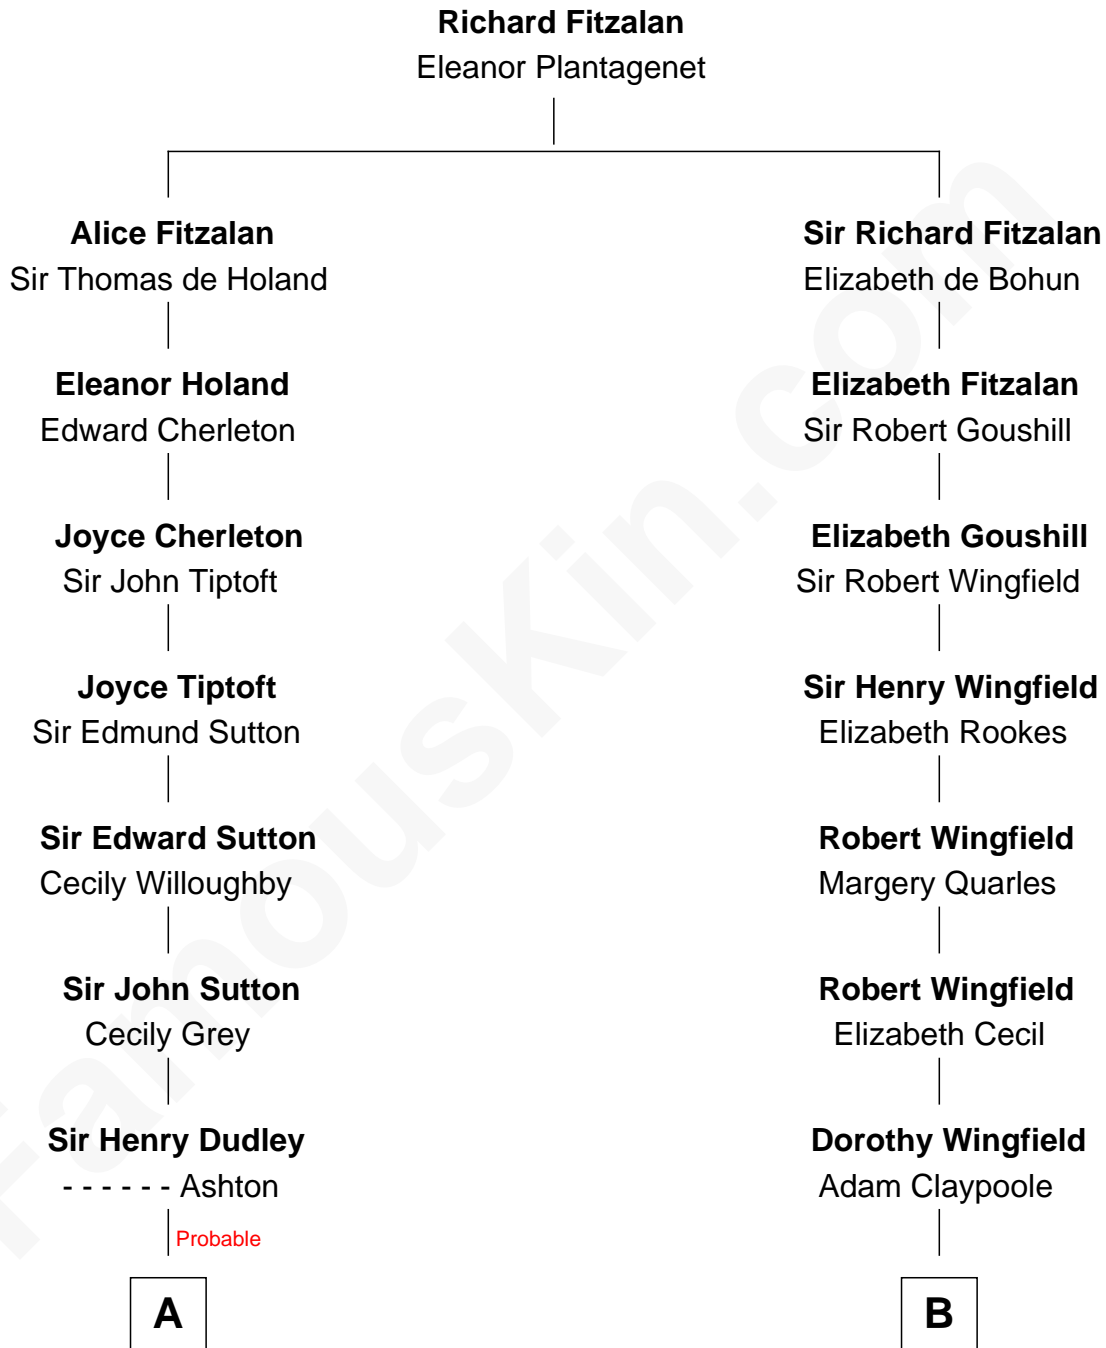 Richard Fitzalan
Eleanor Plantagenet
Alice Fitzalan
Sir Thomas de Holand
Eleanor Holand
Edward Cherleton
Joyce Cherleton
Sir John Tiptoft
Joyce Tiptoft
Sir Edmund Sutton
Sir Edward Sutton
Cecily Willoughby
Sir John Sutton
Cecily Grey
Sir Henry Dudley
- - - - - - Ashton
Probable
A
Sir Richard Fitzalan
Elizabeth de Bohun
Elizabeth Fitzalan
Sir Robert Goushill
Elizabeth Goushill
Sir Robert Wingfield
Sir Henry Wingfield
Elizabeth Rookes
Robert Wingfield
Margery Quarles
Robert Wingfield
Elizabeth Cecil
Dorothy Wingfield
Adam Claypoole
B
FamousKin.com